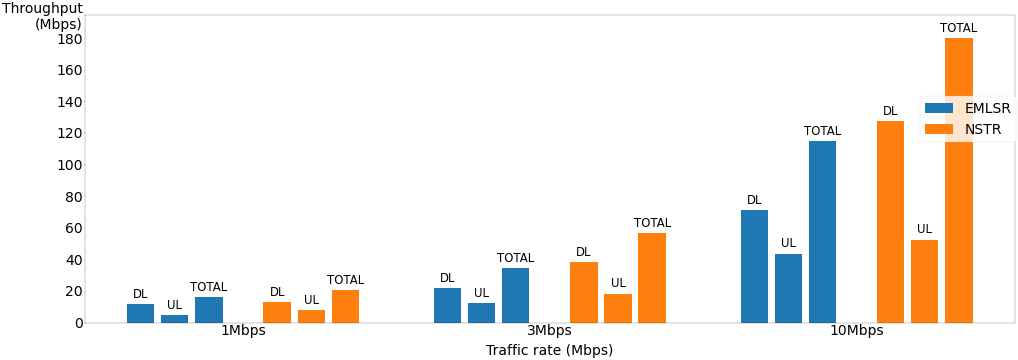 Throughput
(Mbps)
180
160
140
120
100
80
60
40
20
0
DL
UL
TOTAL
DL
UL
TOTAL
DL
UL
TOTAL
DL
UL
TOTAL
DL
UL
TOTAL
DL
UL
TOTAL
EMLSR
NSTR
1Mbps
3Mbps
10Mbps
Traffic rate (Mbps)